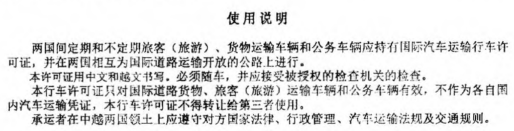 使用说明
两国间定期和不定期旅客（旅游）、货物运输车辆和公务车辆应持有国际汽车运输行车许
可证，并在两国相互为国际道路运输开放的公路上进行。
本许可证用中文和越文书写。必须随车，并应接受被授权的检查机关的检查。
本行车许可证只对国际道路货物、旅客（旅游）运输车辆和公务车辆有效，不作为各自国
内汽车运输凭证，本行车许可证不得转让给第三者使用。
承运者在中越两国领土上应遵守对方国家法律、行政管理、汽车运输法规及交通规则。